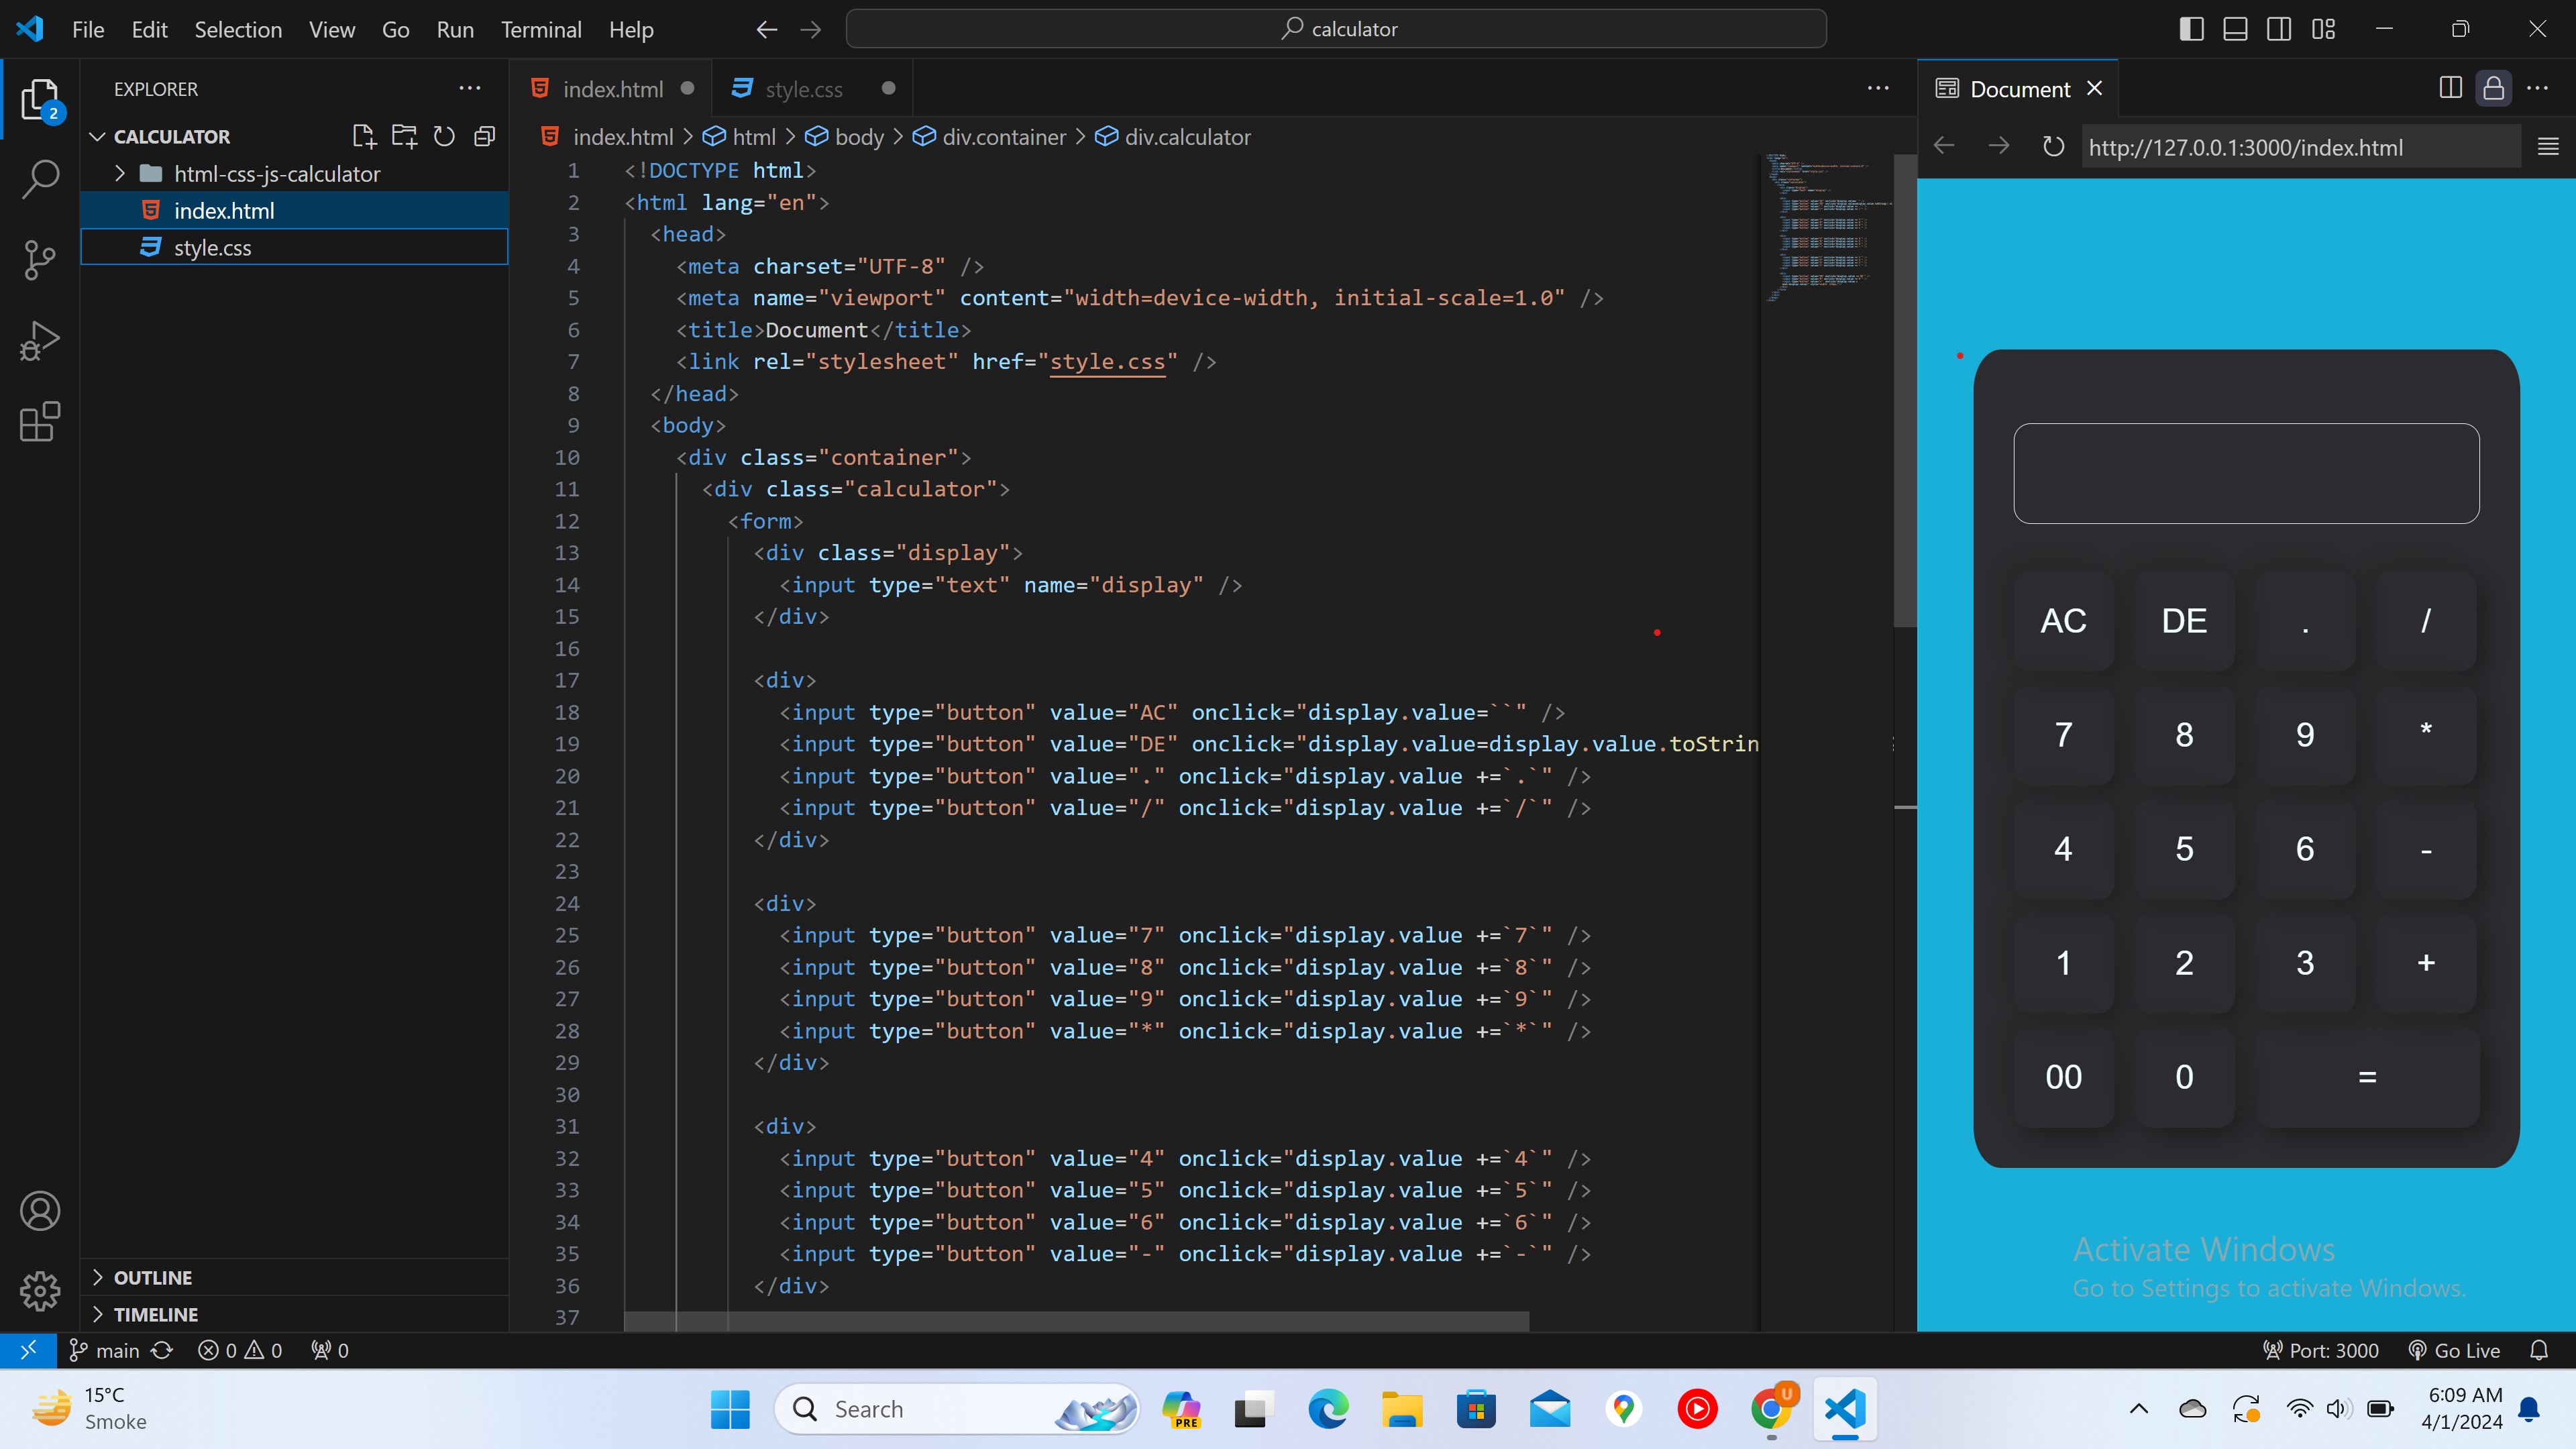 File Edit Selection View Go Run Terminal Help
calculator
EXPLORER
2
CALCULATOR
html-css-js-calculator
index.html
style.css
OUTLINE
TIMELINE
index.html
style.css
index.html > html > body > div.container > div.calculator
1 <!DOCTYPE html>
2 <html lang="en">
3 <head>
4 <meta charset="UTF-8" />
5 <meta name="viewport" content="width=device-width, initial-scale=1.0" />
6 <title>Document</title>
7 <link rel="stylesheet" href="style.css" />
8 </head>
9 <body>
10 <div class="container">
11 <div class="calculator">
12 <form>
13 <div class="display">
14 <input type="text" name="display" />
15 </div>
16
17 <div>
18 <input type="button" value="AC" onclick="display.value=``" />
19 <input type="button" value="DE" onclick="display.value=display.value.toStrin
20 <input type="button" value="." onclick="display.value +=`.`" />
21 <input type="button" value="/" onclick="display.value +=`/`" />
22 </div>
23
24 <div>
25 <input type="button" value="7" onclick="display.value +=`7`" />
26 <input type="button" value="8" onclick="display.value +=`8`" />
27 <input type="button" value="9" onclick="display.value +=`9`" />
28 <input type="button" value="*" onclick="display.value +=`*`" />
29 </div>
30
31 <div>
32 <input type="button" value="4" onclick="display.value +=`4`" />
33 <input type="button" value="5" onclick="display.value +=`5`" />
34 <input type="button" value="6" onclick="display.value +=`6`" />
35 <input type="button" value="-" onclick="display.value +=`-`" />
36 </div>
37
Document
http://127.0.0.1:3000/index.html
AC DE . /
7 8 9 *
4 5 6 -
1 2 3 +
00 0 =
Activate Windows
Go to Settings to activate Windows.
main 0 0 0
Port: 3000 Go Live
15°C
Smoke
Search
PRE
U
6:09 AM
4/1/2024